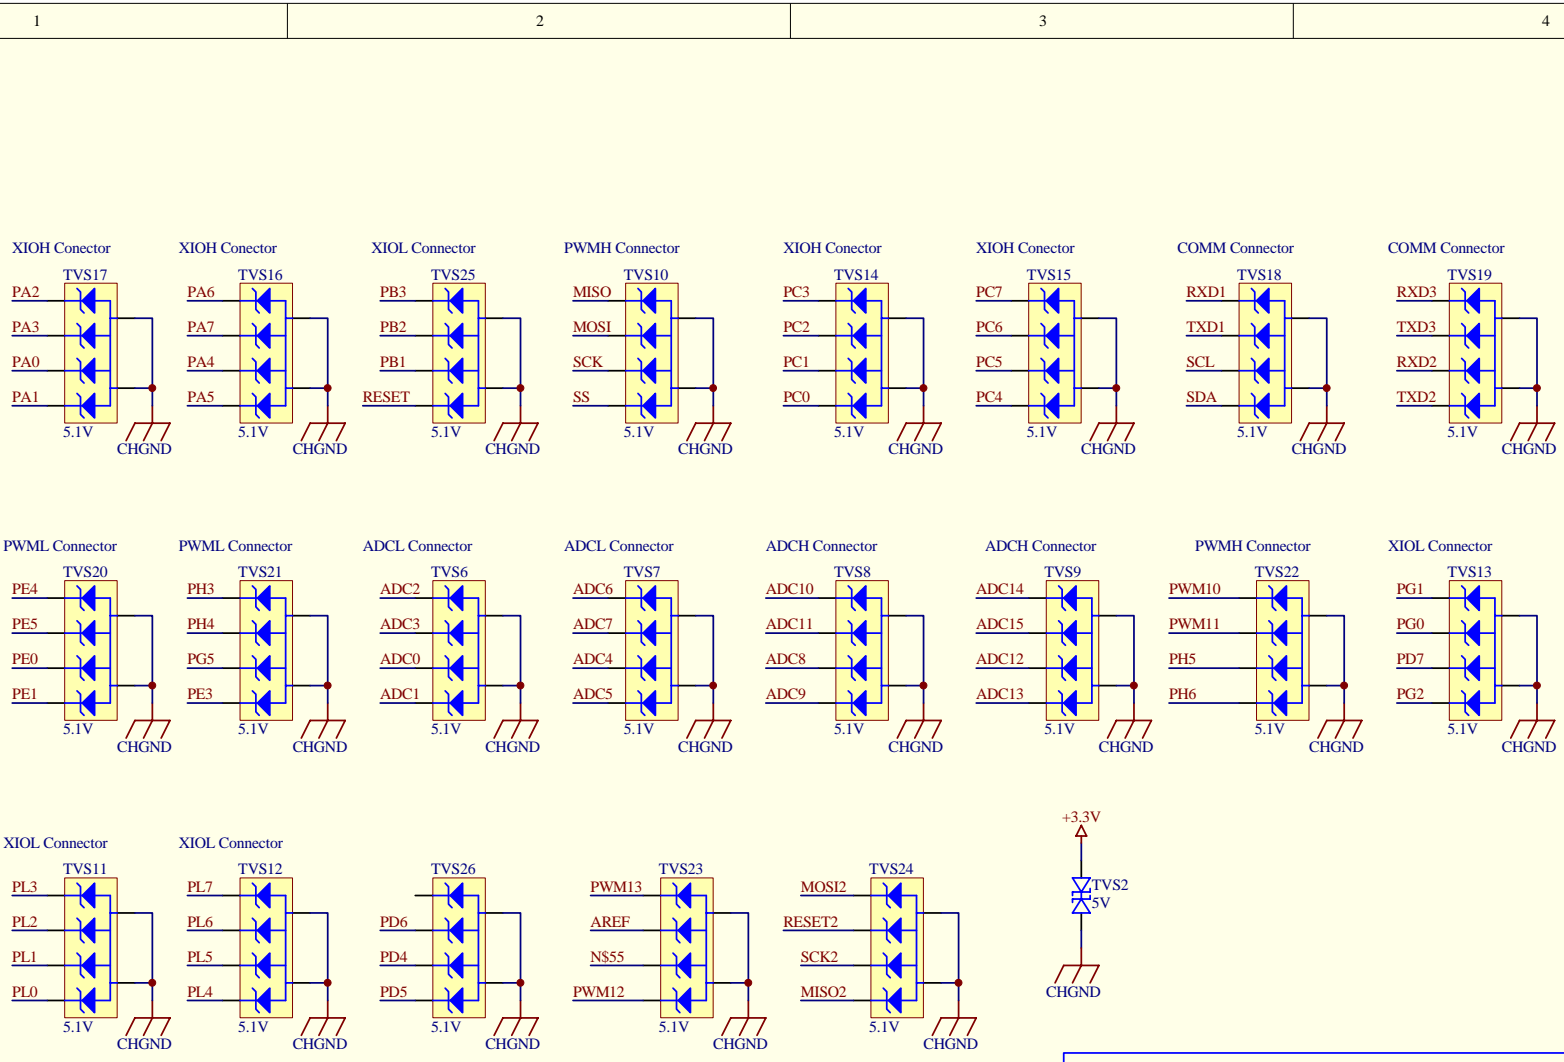 1 2 3 4
XIOH Conector XIOH Conector XIOL Connector PWMH Connector XIOH Conector XIOH Conector COMM Connector COMM Connector
TVS17 TVS16 TVS25 TVS10 TVS14 TVS15 TVS18 TVS19
PA2 PA6 PB3 MISO PC3 PC7 RXD1 RXD3
PA3 PA7 PB2 MOSI PC2 PC6 TXD1 TXD3
PA0 PA4 PB1 SCK PC1 PC5 SCL RXD2
PA1 PA5 RESET SS PC0 PC4 SDA TXD2
5.1V 5.1V 5.1V 5.1V 5.1V 5.1V 5.1V 5.1V
CHGND CHGND CHGND CHGND CHGND CHGND CHGND CHGND
PWML Connector PWML Connector ADCL Connector ADCL Connector ADCH Connector ADCH Connector PWMH Connector XIOL Connector
TVS20 TVS21 TVS6 TVS7 TVS8 TVS9 TVS22 TVS13
PE4 PH3 ADC2 ADC6 ADC10 ADC14 PWM10 PG1
PE5 PH4 ADC3 ADC7 ADC11 ADC15 PWM11 PG0
PE0 PG5 ADC0 ADC4 ADC8 ADC12 PH5 PD7
PE1 PE3 ADC1 ADC5 ADC9 ADC13 PH6 PG2
5.1V 5.1V 5.1V 5.1V 5.1V 5.1V 5.1V 5.1V
CHGND CHGND CHGND CHGND CHGND CHGND CHGND CHGND
+3.3V
XIOL Connector XIOL Connector
TVS11 TVS12 TVS26 TVS23 TVS24
PL3 PL7 PWM13 MOSI2 TVS2
5V
PL2 PL6 PD6 AREF RESET2
PL1 PL5 PD4 N$55 SCK2
PL0 PL4 PD5 PWM12 MISO2 CHGND
5.1V 5.1V 5.1V 5.1V 5.1V
CHGND CHGND CHGND CHGND CHGND